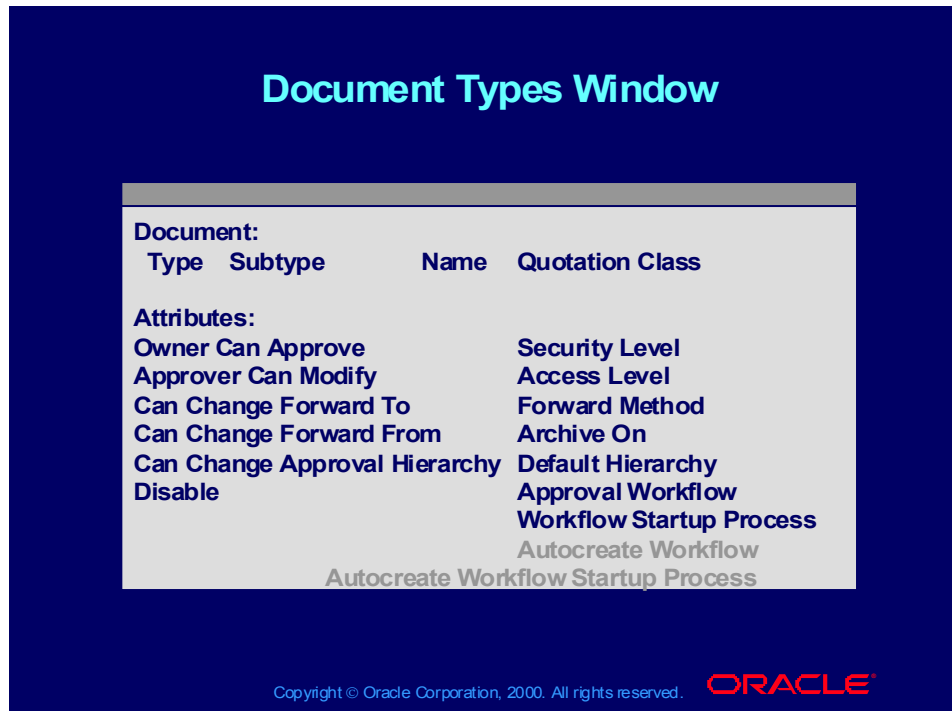 Document Types Window
Document:
Type Subtype Name Quotation Class
Attributes:
Owner Can Approve Security Level
Approver Can Modify Access Level
Can Change Forward To Forward Method
Can Change Forward From Archive On
Can Change Approval Hierarchy Default Hierarchy
Disable Approval Workflow
Workflow Startup Process
Autocreate Workflow
Autocreate Workflow Startup Process
Copyright © Oracle Corporation, 2000. All rights reserved. ORACLE®